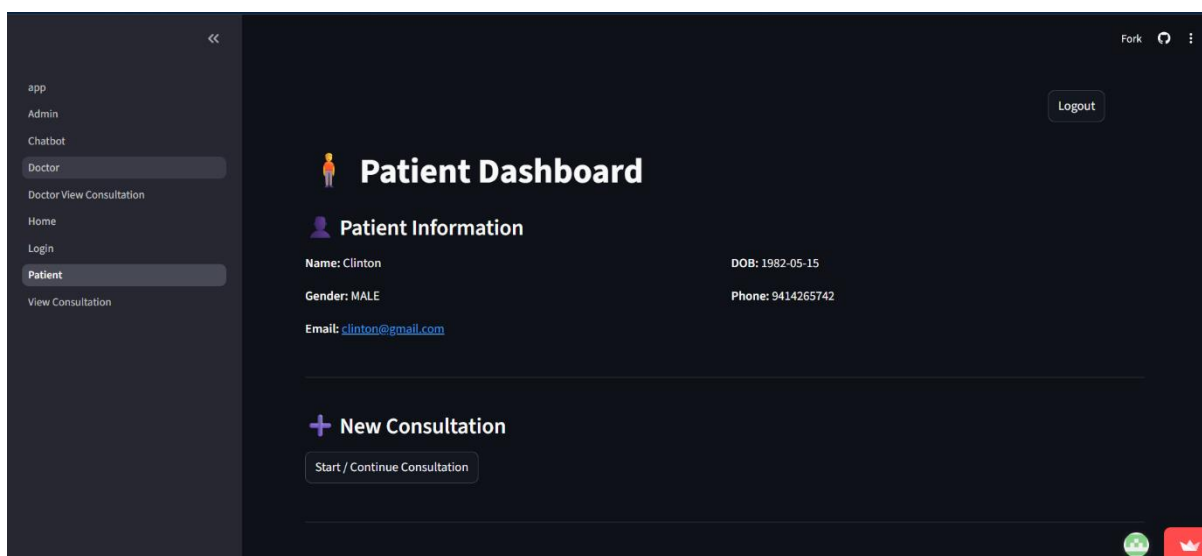 Fork
app
Admin
Chatbot
Doctor
Doctor View Consultation
Home
Login
Patient
View Consultation
Logout
Patient Dashboard
Patient Information
Name: Clinton
DOB: 1982-05-15
Gender: MALE
Phone: 9414265742
Email: clinton@gmail.com
New Consultation
Start / Continue Consultation